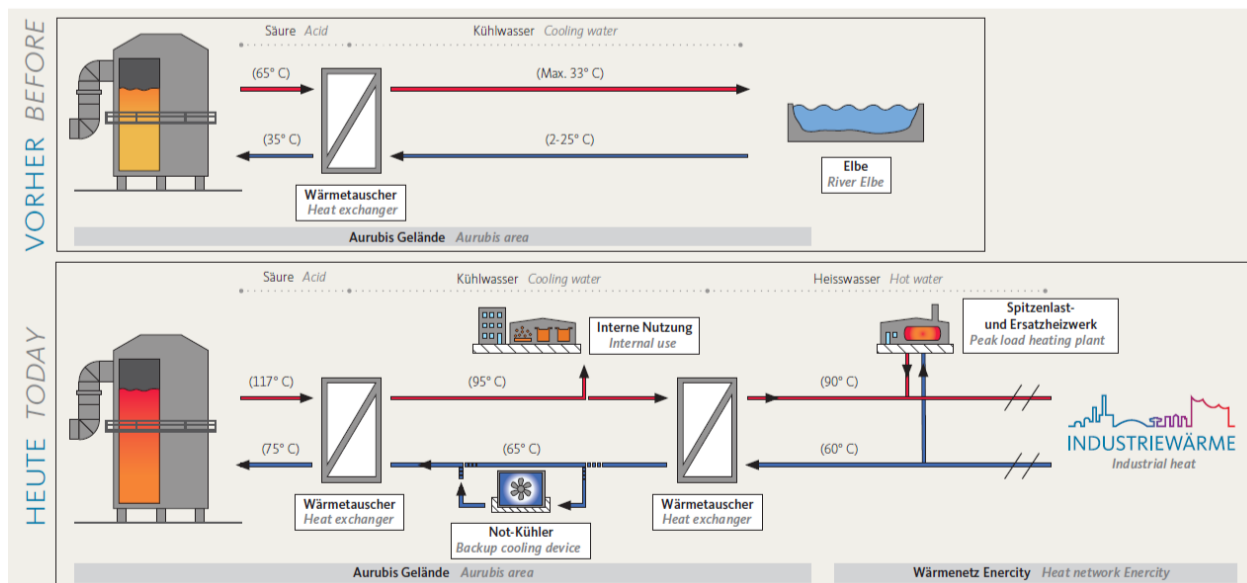 VORHER BEFORE
Säure Acid
Kühlwasser Cooling water
(65° C)
(Max. 33° C)
(35° C)
(2-25° C)
Wärmetauscher
Heat exchanger
Elbe
River Elbe
Aurubis Gelände Aurubis area
HEUTE TODAY
Säure Acid
Kühlwasser Cooling water
Heisswasser Hot water
Interne Nutzung
Internal use
Spitzenlast-
und Ersatzheizwerk
Peak load heating plant
(117° C)
(95° C)
(90° C)
(75° C)
(65° C)
(60° C)
INDUSTRIEWÄRME
Industrial heat
Wärmetauscher
Heat exchanger
Not-Kühler
Backup cooling device
Wärmetauscher
Heat exchanger
Aurubis Gelände Aurubis area
Wärmenetz Enercity Heat network Enercity